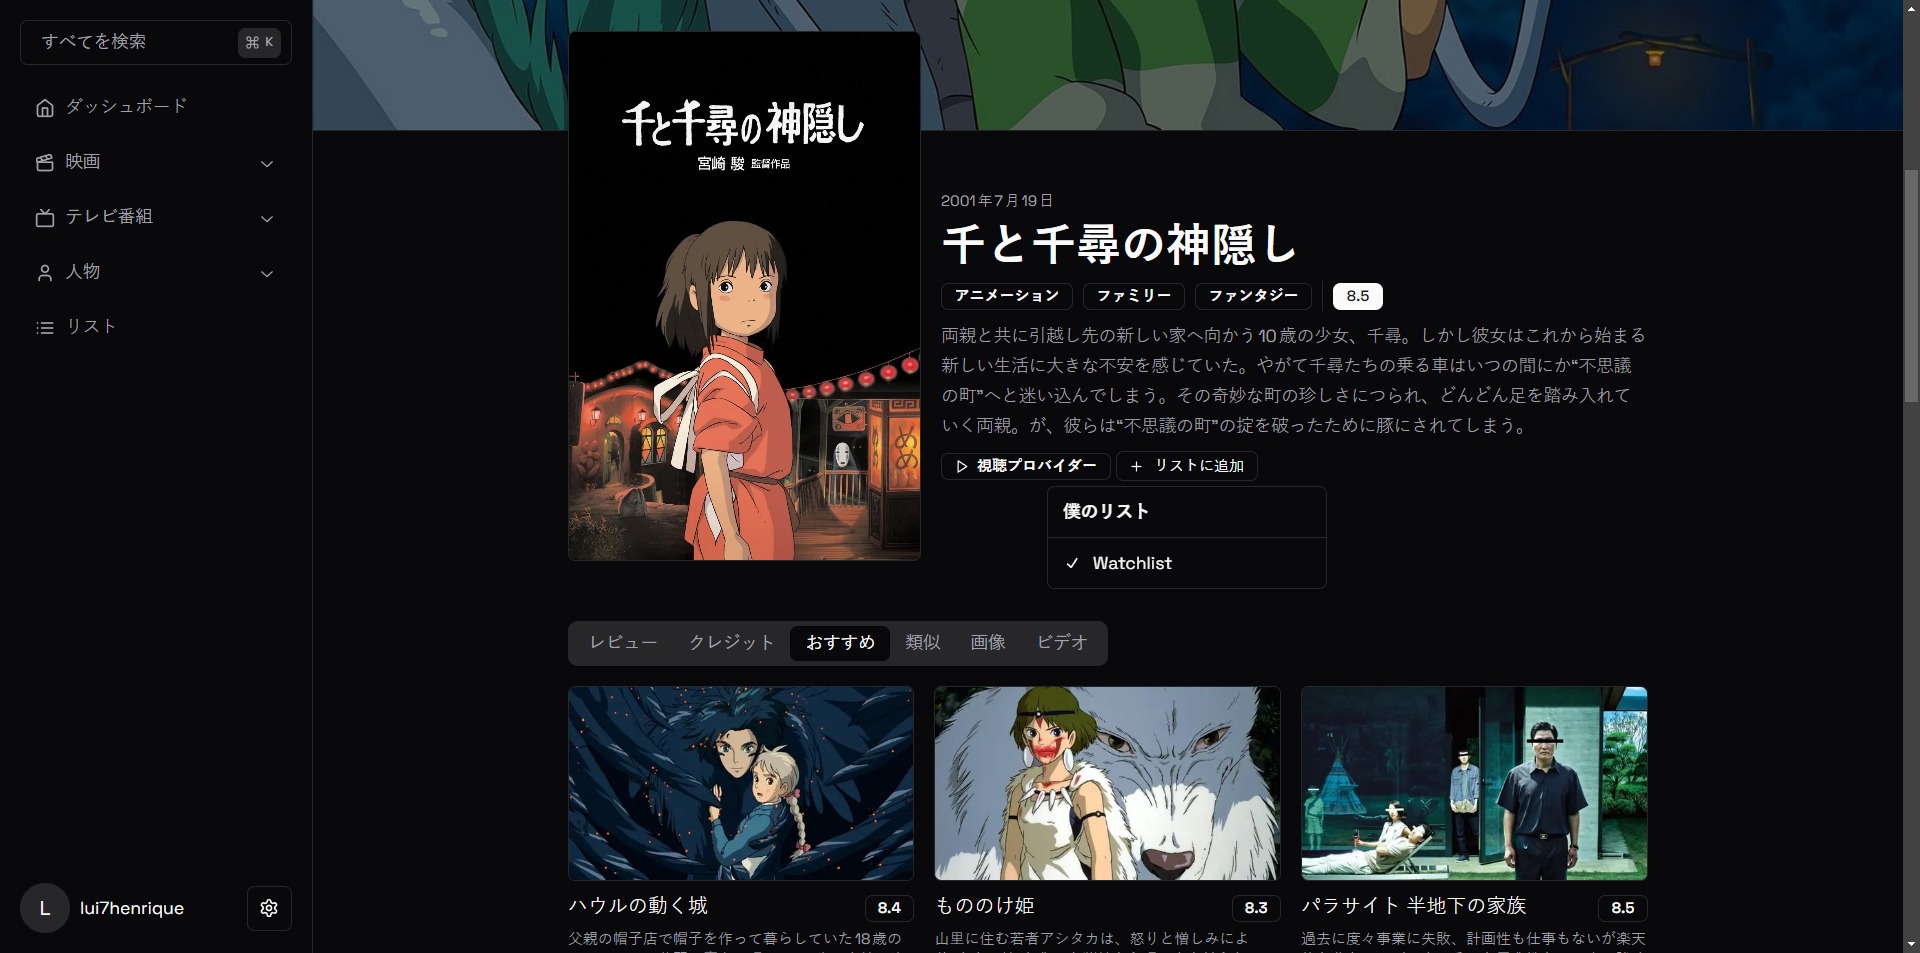 すべてを検索
⌘ K
ダッシュボード
映画
テレビ番組
人物
リスト
L
lui7henrique
千と千尋の神隠し
宮崎 駿 監督作品
2001年7月19日
千と千尋の神隠し
アニメーション
ファミリー
ファンタジー
8.5
両親と共に引越し先の新しい家へ向かう10歳の少女、千尋。しかし彼女はこれから始まる
新しい生活に大きな不安を感じていた。やがて千尋たちの乗る車はいつの間にか“不思議
の町”へと迷い込んでしまう。その奇妙な町の珍しさにつられ、どんどん足を踏み入れて
いく両親。が、彼らは“不思議の町”の掟を破ったために豚にされてしまう。
視聴プロバイダー
リストに追加
僕のリスト
Watchlist
レビュー
クレジット
おすすめ
類似
画像
ビデオ
ハウルの動く城
8.4
父親の帽子店で帽子を作って暮らしていた18歳の
もののけ姫
8.3
山里に住む若者アシタカは、怒りと憎しみによ
パラサイト 半地下の家族
8.5
過去に度々事業に失敗、計画性も仕事もないが楽天